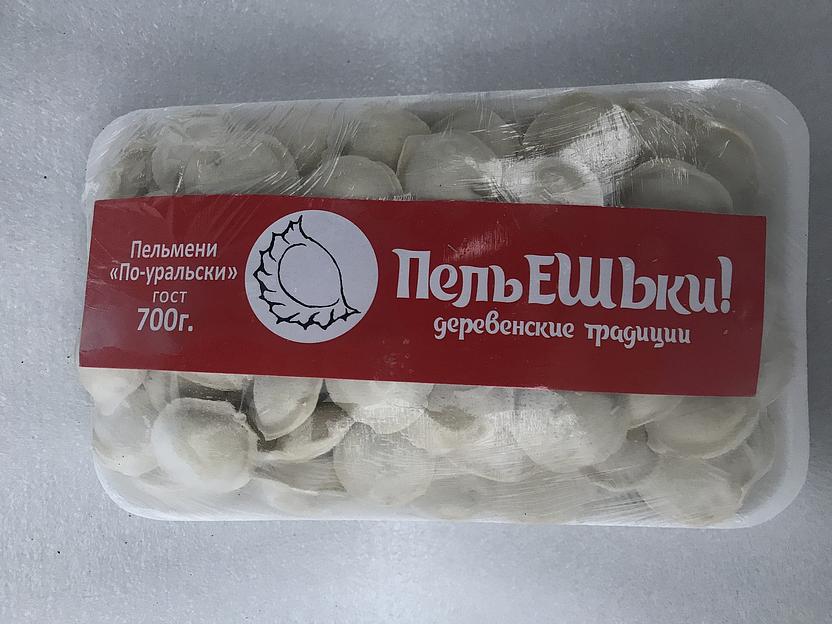 Пельмени
«По-уральски»
гост
700г.
ПельЕШЬки!
деревенские традиции